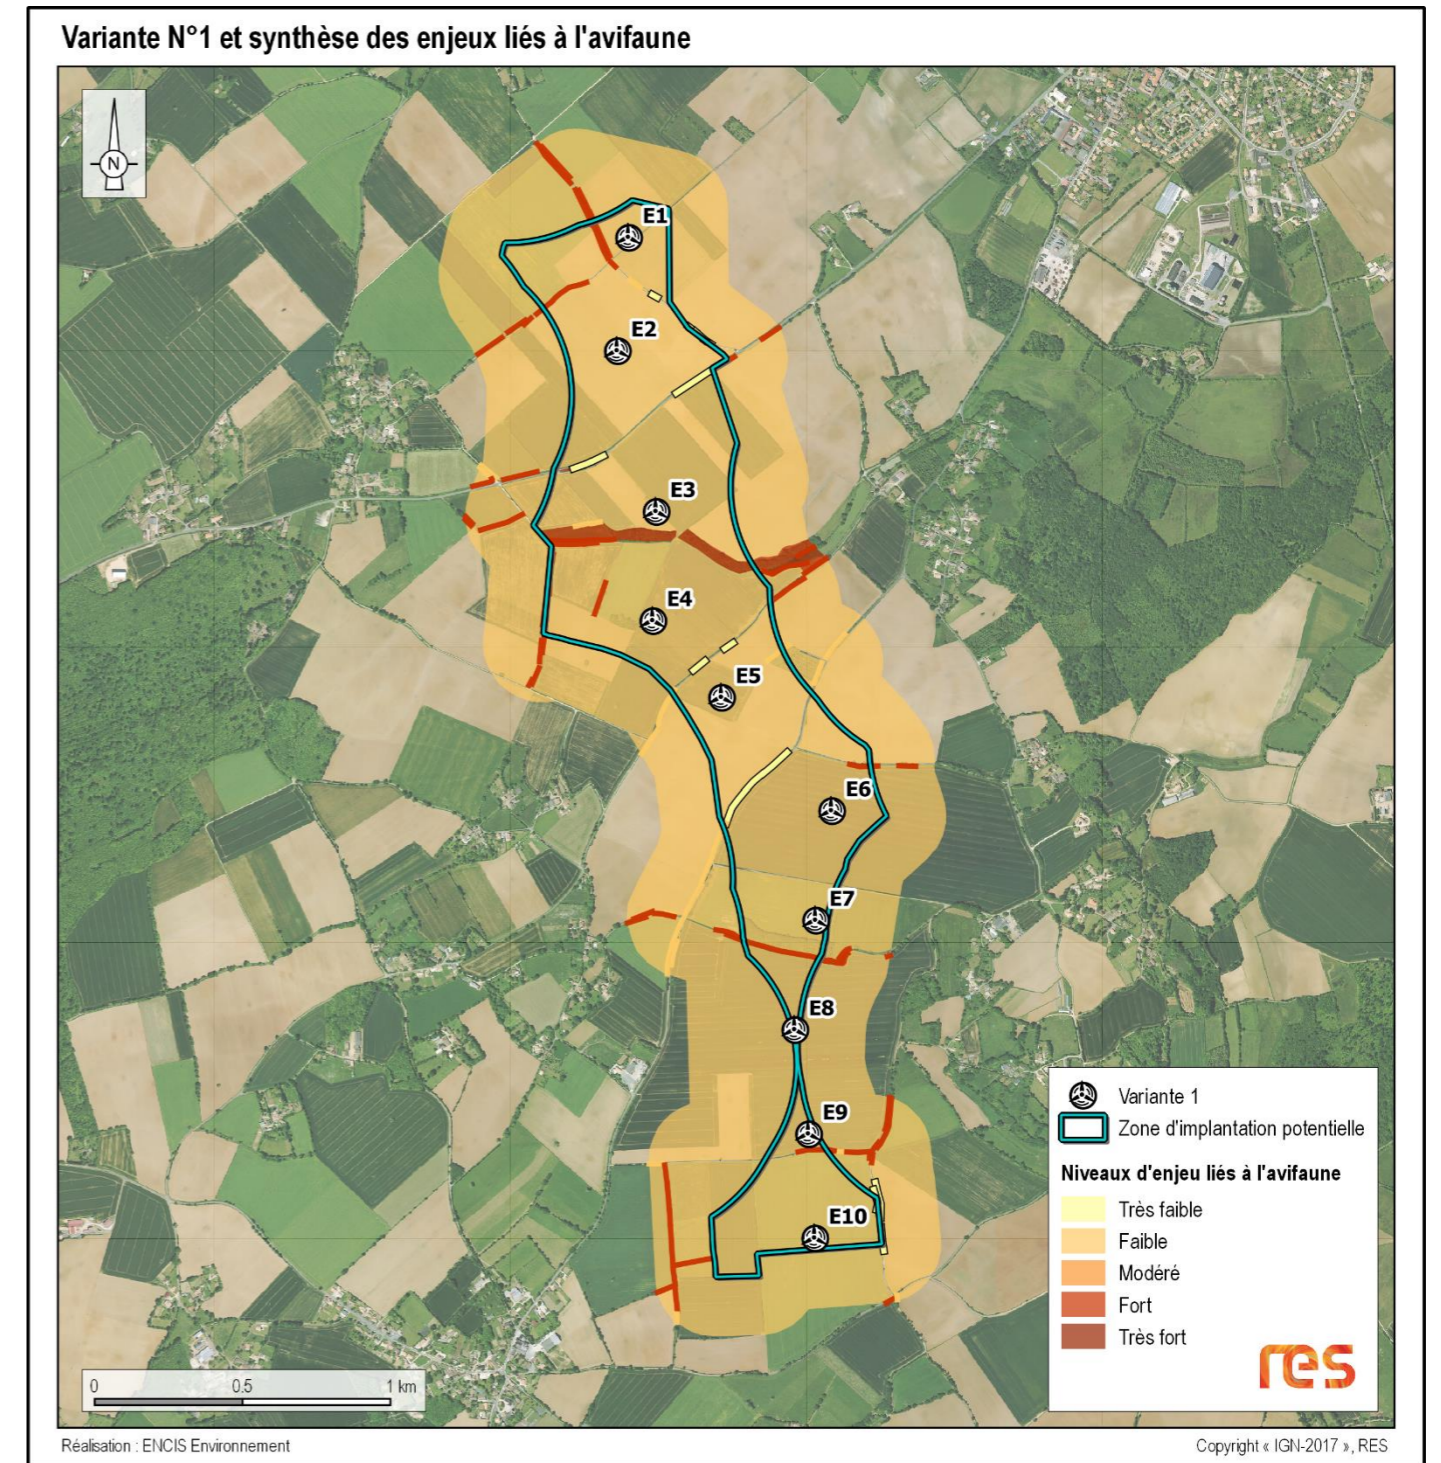 Variante N°1 et synthèse des enjeux liés à l'avifaune
N
E1
E2
E3
E4
E5
E6
E7
E8
E9
E10
Variante 1
Zone d'implantation potentielle
Niveaux d'enjeu liés à l'avifaune
Très faible
Faible
Modéré
Fort
Très fort
res
0 0.5 1 km
Réalisation : ENCIS Environnement
Copyright « IGN-2017 », RES